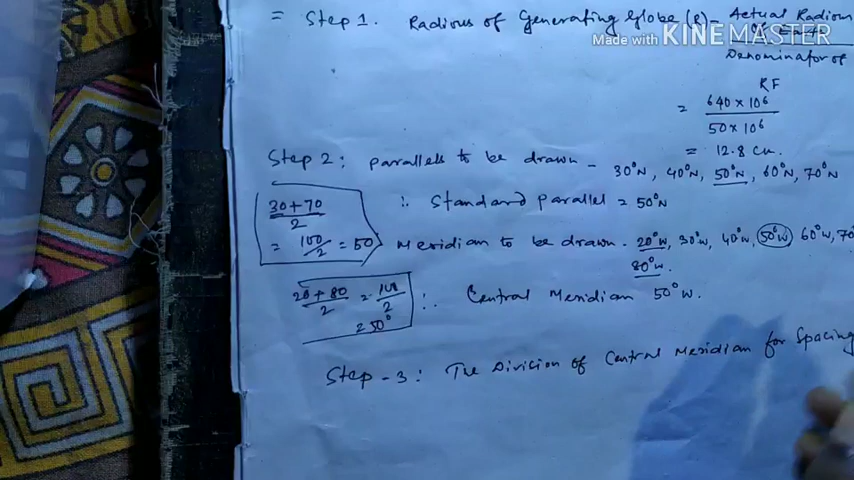 = Step 1. Radious of Generating Globe (R) = Actual Radious
Made with KINEMASTER
Denominator of
RF
= 640 x 10⁶
50 x 10⁶
= 12.8 cm.
Step 2: parallels to be drawn - 30°N, 40°N, 50°N, 60°N, 70°N
30+70
2
∴ Standard parallel = 50°N
= 100/2 = 50
Meridian to be drawn. 20°W, 30°W, 40°W, 50°W 60°W, 70°
80°W.
20 + 80 = 100
2 2
= 50°
∴ Central Meridian 50°W.
Step - 3: The Division of Central Meridian for Spacing